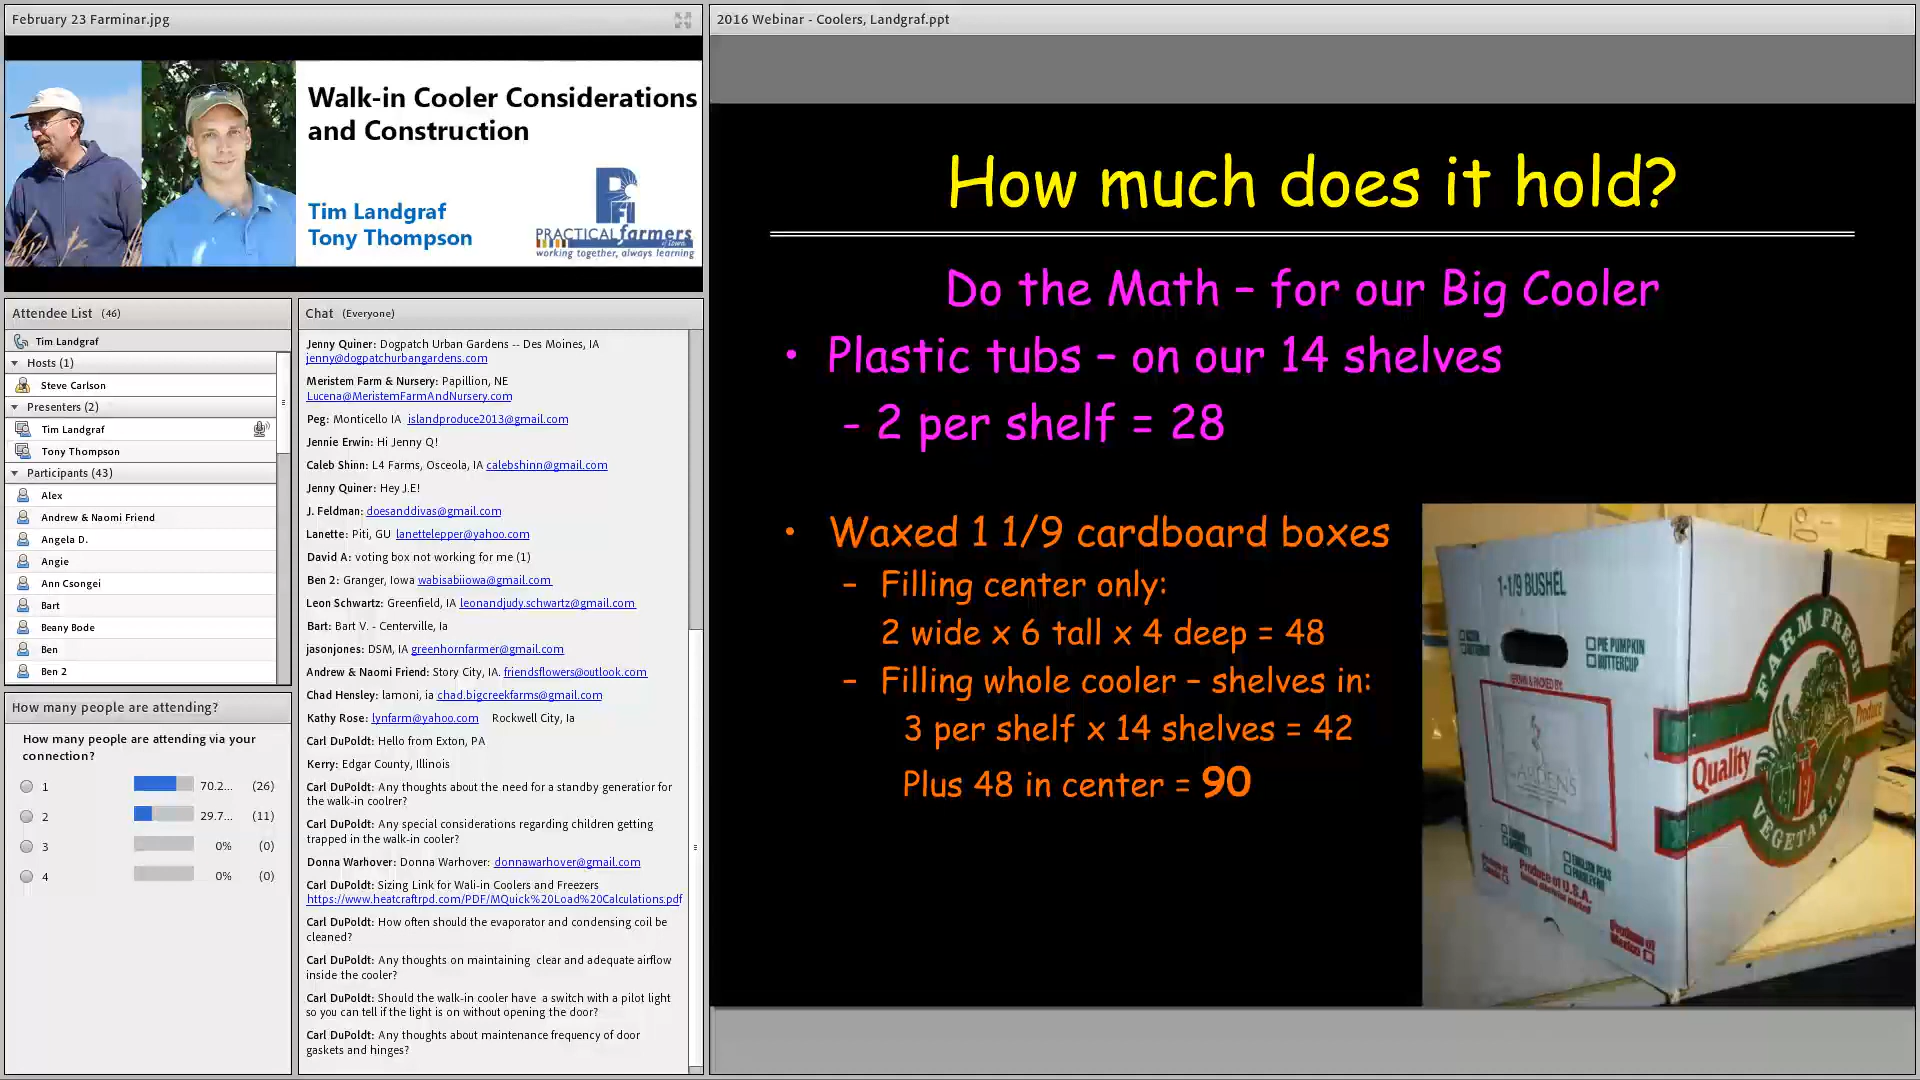 February 23 Farminar.jpg
Walk-in Cooler Considerations
and Construction
Tim Landgraf
Tony Thompson
PFI
PRACTICAL farmers
of Iowa
working together, always learning
Attendee List (46)
Tim Landgraf
Hosts (1)
Steve Carlson
Presenters (2)
Tim Landgraf
Tony Thompson
Participants (43)
Alex
Andrew & Naomi Friend
Angela D.
Angie
Ann Csongei
Bart
Beany Bode
Ben
Ben 2
How many people are attending?
How many people are attending via your
connection?
1 70.2... (26)
2 29.7... (11)
3 0% (0)
4 0% (0)
Chat (Everyone)
Jenny Quiner: Dogpatch Urban Gardens -- Des Moines, IA
jenny@dogpatchurbangardens.com
Meristem Farm & Nursery: Papillion, NE
Lucena@MeristemFarmAndNursery.com
Peg: Monticello IA islandproduce2013@gmail.com
Jennie Erwin: Hi Jenny Q!
Caleb Shinn: L4 Farms, Osceola, IA calebshinn@gmail.com
Jenny Quiner: Hey J.E!
J. Feldman: doesanddivas@gmail.com
Lanette: Piti, GU lanettelepper@yahoo.com
David A: voting box not working for me (1)
Ben 2: Granger, Iowa wabisabiiowa@gmail.com
Leon Schwartz: Greenfield, IA leonandjudy.schwartz@gmail.com
Bart: Bart V. - Centerville, Ia
jasonjones: DSM, IA greenhornfarmer@gmail.com
Andrew & Naomi Friend: Story City, IA. friendsflowers@outlook.com
Chad Hensley: lamoni, ia chad.bigcreekfarms@gmail.com
Kathy Rose: lynfarm@yahoo.com Rockwell City, Ia
Carl DuPoldt: Hello from Exton, PA
Kerry: Edgar County, Illinois
Carl DuPoldt: Any thoughts about the need for a standby generatior for
the walk-in coolrer?
Carl DuPoldt: Any special considerations regarding children getting
trapped in the walk-in cooler?
Donna Warhover: Donna Warhover: donnawarhover@gmail.com
Carl DuPoldt: Sizing Link for Wali-in Coolers and Freezers
https://www.heatcraftrpd.com/PDF/MQuick%20Load%20Calculations.pdf
Carl DuPoldt: How often should the evaporator and condensing coil be
cleaned?
Carl DuPoldt: Any thoughts on maintaining clear and adequate airflow
inside the cooler?
Carl DuPoldt: Should the walk-in cooler have a switch with a pilot light
so you can tell if the light is on without opening the door?
Carl DuPoldt: Any thoughts about maintenance frequency of door
gaskets and hinges?
2016 Webinar - Coolers, Landgraf.ppt
How much does it hold?
Do the Math – for our Big Cooler
• Plastic tubs – on our 14 shelves
- 2 per shelf = 28
• Waxed 1 1/9 cardboard boxes
– Filling center only:
2 wide x 6 tall x 4 deep = 48
– Filling whole cooler – shelves in:
3 per shelf x 14 shelves = 42
Plus 48 in center = 90
1-1/9 BUSHEL
PIE PUMPKIN
BUTTERCUP
GROWN & PACKED BY:
GARDENS
ENGLISH PEAS
Produce of U.S.A.
Produce of
Mexico
FARM FRESH
Quality
Produce
VEGETABLES